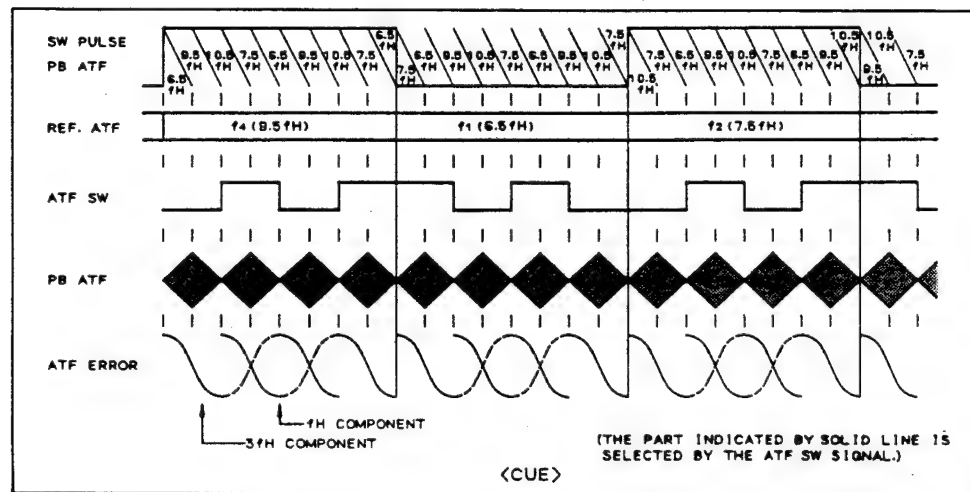 SW PULSE
PB ATF
6.5 fH 9.5 fH 10.5 fH 7.5 fH 6.5 fH 9.5 fH 10.5 fH 7.5 fH 6.5 fH
7.5 fH 6.5 fH 9.5 fH 10.5 fH 7.5 fH 6.5 fH 9.5 fH 10.5 fH 7.5 fH
10.5 fH 7.5 fH 6.5 fH 9.5 fH 10.5 fH 7.5 fH 6.5 fH 9.5 fH 10.5 fH
9.5 fH 10.5 fH 7.5 fH
REF. ATF f4 (9.5fH) f1 (6.5fH) f2 (7.5fH)
ATF SW
PB ATF
ATF ERROR
fH COMPONENT
3fH COMPONENT
(THE PART INDICATED BY SOLID LINE IS
SELECTED BY THE ATF SW SIGNAL.)
<CUE>